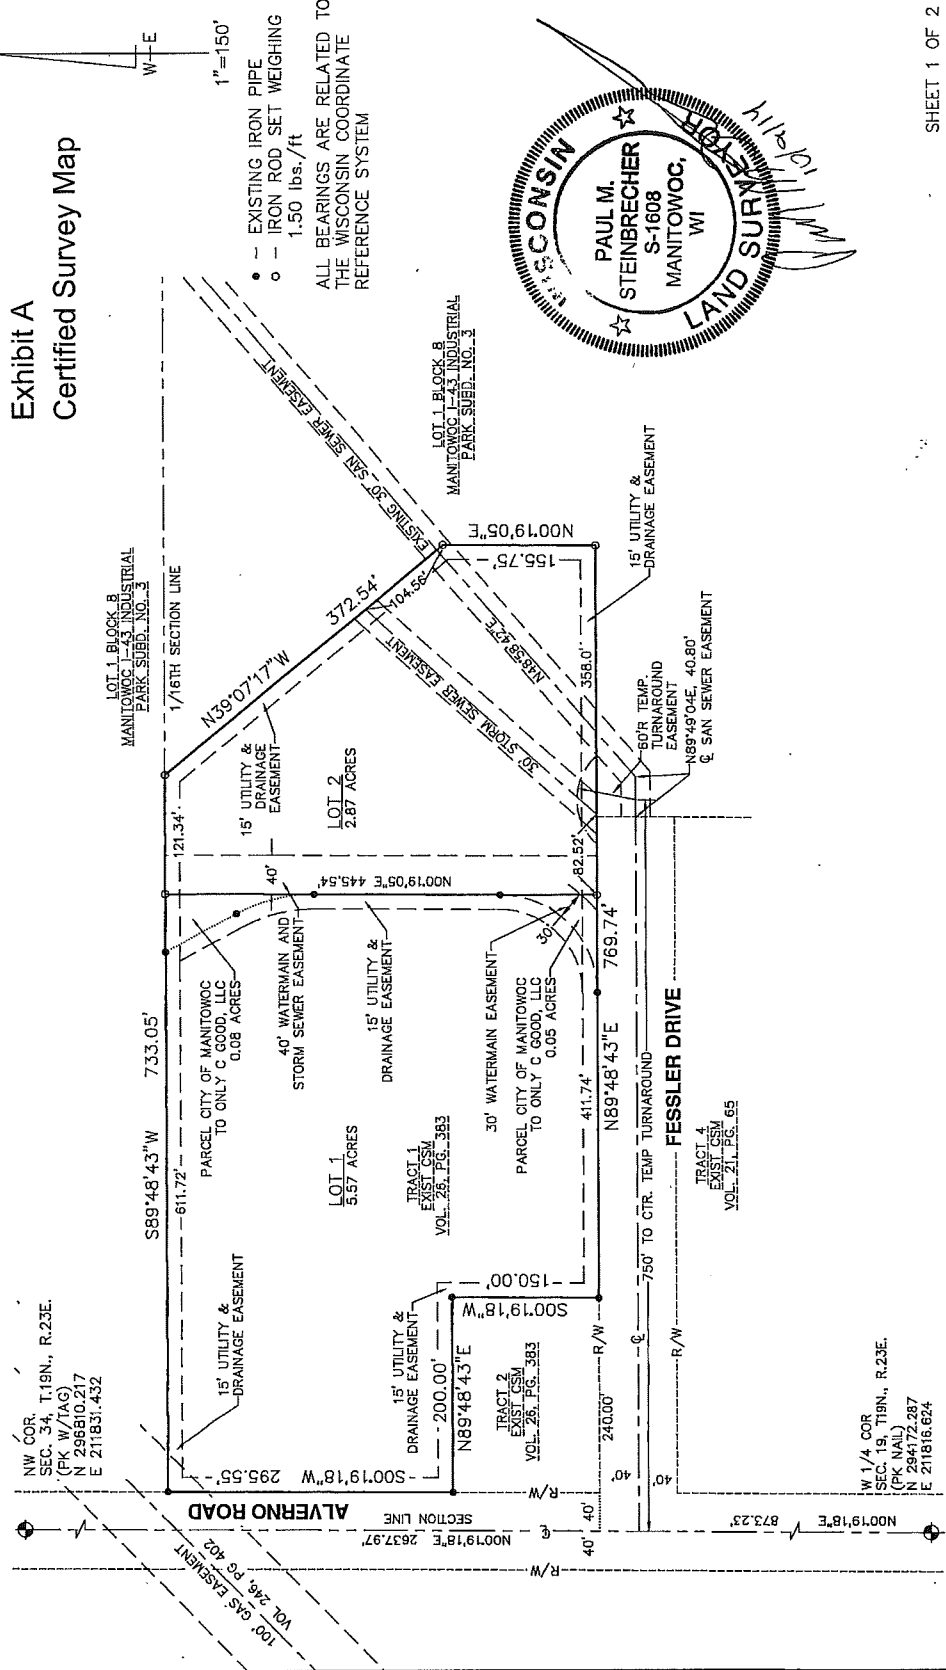 Exhibit A
Certified Survey Map
W E
1"=150'
● – EXISTING IRON PIPE
○ – IRON ROD SET WEIGHING
1.50 lbs./ft
ALL BEARINGS ARE RELATED TO
THE WISCONSIN COORDINATE
REFERENCE SYSTEM
WISCONSIN
PAUL M.
STEINBRECHER
S-1608
MANITOWOC,
WI
LAND SURVEYOR
SHEET 1 OF 2
LOT 1 BLOCK 8
MANITOWOC I-43 INDUSTRIAL
PARK SUBD. NO. 3
1/16TH SECTION LINE
LOT 1 BLOCK 8
MANITOWOC I-43 INDUSTRIAL
PARK SUBD. NO. 3
EXISTING 30' SAN SEWER EASEMENT
N39°07'17"W
372.54'
104.56'
N00°19'05"E
155.75'
15' UTILITY &
DRAINAGE EASEMENT
N48°58'42"E
30' STORM SEWER EASEMENT
358.0'
60'R TEMP.
TURNAROUND
EASEMENT
N89°49'04E, 40.80'
℄ SAN SEWER EASEMENT
15' UTILITY &
DRAINAGE
EASEMENT
LOT 2
2.87 ACRES
121.34'
82.52'
40'
N00°19'05"E 445.54'
S89°48'43"W
733.05'
611.72'
PARCEL CITY OF MANITOWOC
TO ONLY C GOOD, LLC
0.08 ACRES
40' WATERMAIN AND
STORM SEWER EASEMENT
15' UTILITY &
DRAINAGE EASEMENT
30' WATERMAIN EASEMENT
30'
PARCEL CITY OF MANITOWOC
TO ONLY C GOOD, LLC
0.05 ACRES
411.74'
N89°48'43"E
769.74'
LOT 1
5.57 ACRES
TRACT 1
EXIST CSM
VOL. 26, PG. 383
750' TO CTR. TEMP TURNAROUND
FESSLER DRIVE
TRACT 4
EXIST CSM
VOL. 21, PG. 65
15' UTILITY &
DRAINAGE EASEMENT
15' UTILITY &
DRAINAGE EASEMENT
150.00'
S00°19'18"W
200.00'
N89°48'43"E
TRACT 2
EXIST CSM
VOL. 26, PG. 383
R/W
℄
R/W
240.00'
S00°19'18"W
295.55'
NW COR.
SEC. 34, T.19N., R.23E.
(PK W/TAG)
N 296810.217
E 211831.432
ALVERNO ROAD
SECTION LINE
N00°19'18"E 2637.97'
R/W
℄
R/W
40'
40'
40'
40'
873.23'
N00°19'18"E
W 1/4 COR
SEC. 19, T19N., R.23E.
(PK NAIL)
N 294172.287
E 211816.624
100' GAS EASEMENT
VOL 246, PG 402